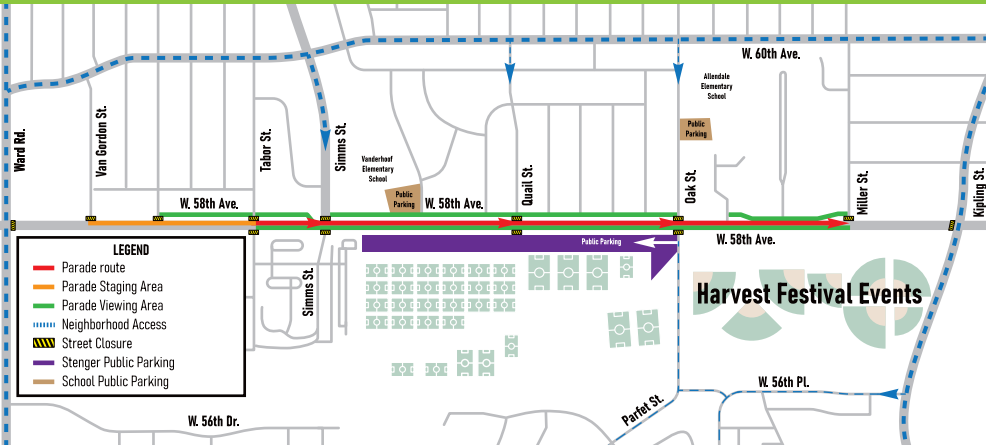 W. 60th Ave.
Allendale
Elementary
School
Public
Parking
Ward Rd.
Van Gordon St.
Tabor St.
Simms St.
Vanderhoof
Elementary
School
Public
Parking
Quail St.
Oak St.
Miller St.
Kipling St.
W. 58th Ave.
W. 58th Ave.
W. 58th Ave.
Public Parking
Simms St.
LEGEND
Parade route
Parade Staging Area
Parade Viewing Area
Neighborhood Access
Street Closure
Stenger Public Parking
School Public Parking
Harvest Festival Events
W. 56th Pl.
Parfet St.
W. 56th Dr.